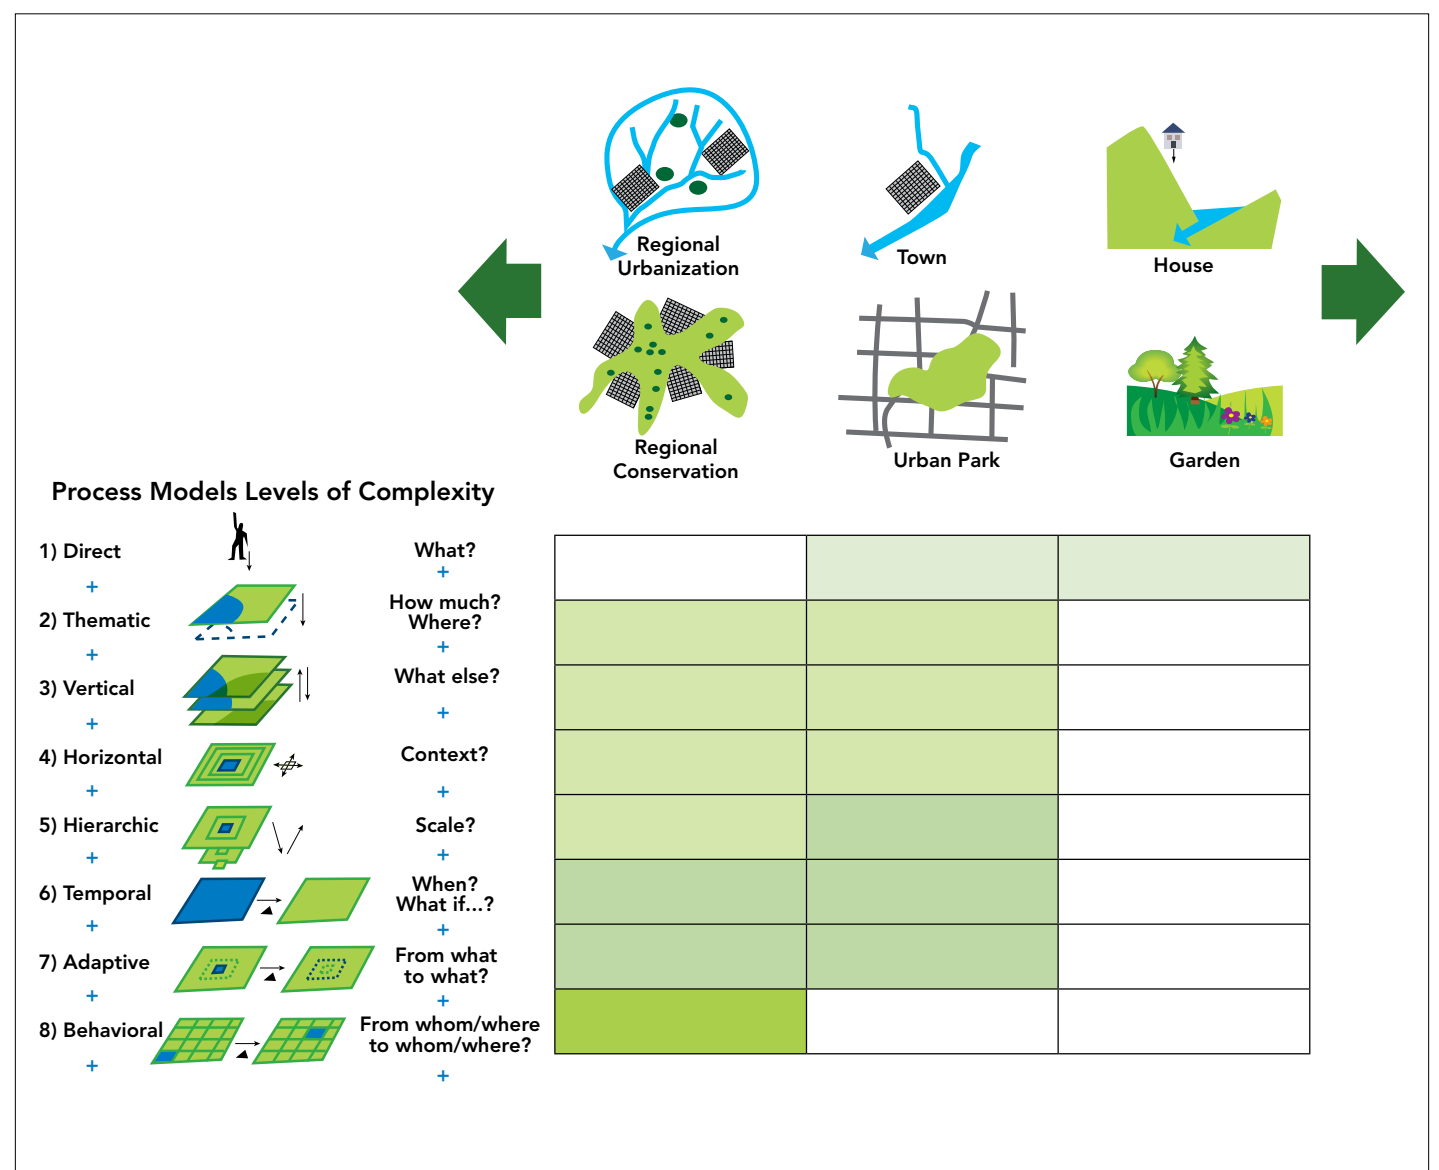 Regional
Urbanization
Town
House
Regional
Conservation
Urban Park
Garden
Process Models Levels of Complexity
1) Direct
What?
+
+
2) Thematic
How much?
Where?
+
+
3) Vertical
What else?
+
+
4) Horizontal
Context?
+
+
5) Hierarchic
Scale?
+
+
6) Temporal
When?
What if...?
+
+
7) Adaptive
From what
to what?
+
+
8) Behavioral
From whom/where
to whom/where?
+
+